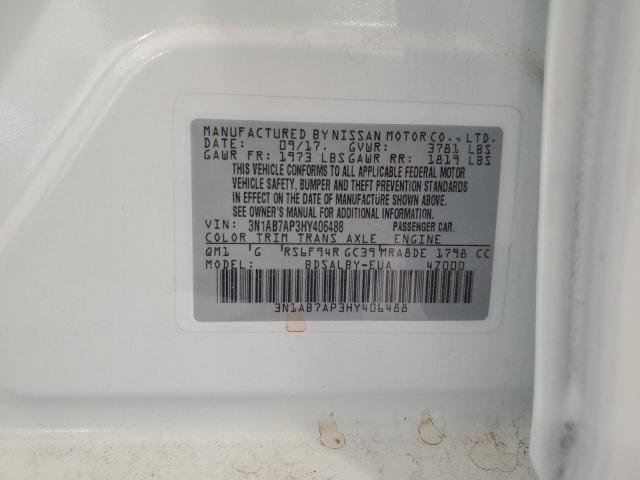 MANUFACTURED BY NISSAN MOTOR CO., LTD.
DATE: 09/17. GVWR: 3781 LBS
GAWR FR: 1973 LBS GAWR RR: 1819 LBS
THIS VEHICLE CONFORMS TO ALL APPLICABLE FEDERAL MOTOR
VEHICLE SAFETY, BUMPER AND THEFT PREVENTION STANDARDS
IN EFFECT ON THE DATE OF MANUFACTURE SHOWN ABOVE.
SEE OWNER'S MANUAL FOR ADDITIONAL INFORMATION.
VIN: 3N1AB7AP3HY406488 PASSENGER CAR.
COLOR TRIM TRANS AXLE ENGINE
QM1 G RS6F94R GC39 MRA8DE 1798 CC
MODEL: BDSALBY-EUA 4Z000
3N1AB7AP3HY406488